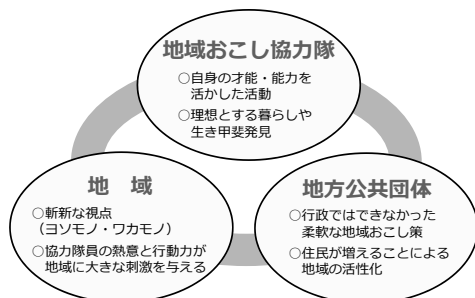 地域おこし協力隊
○自身の才能・能力を
活かした活動
○理想とする暮らしや
生き甲斐発見
地　域
○斬新な視点
（ヨソモノ・ワカモノ）
○協力隊員の熱意と行動力が
地域に大きな刺激を与える
地方公共団体
○行政ではできなかった
柔軟な地域おこし策
○住民が増えることによる
地域の活性化